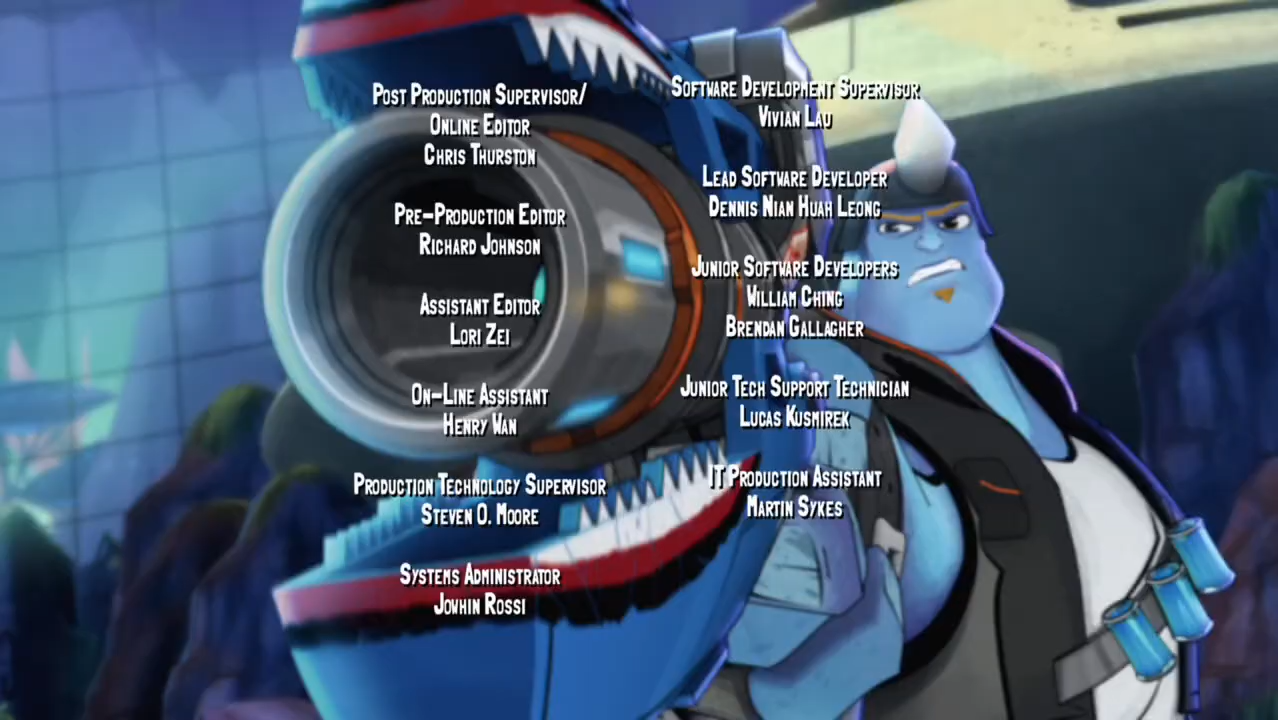 Post Production Supervisor/
Online Editor
Chris Thurston
Pre-Production Editor
Richard Johnson
Assistant Editor
Lori Zei
On-Line Assistant
Henry Wan
Production Technology Supervisor
Steven O. Moore
Systems Administrator
Jowhin Rossi
Software Development Supervisor
Vivian Lau
Lead Software Developer
Dennis Nian Huah Leong
Junior Software Developers
William Ching
Brendan Gallagher
Junior Tech Support Technician
Lucas Kusmirek
IT Production Assistant
Martin Sykes